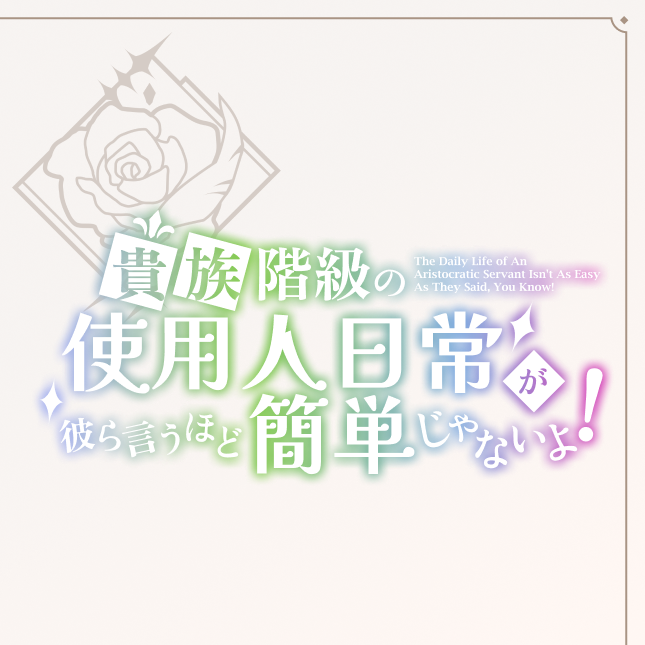 貴族階級の
The Daily Life of An
Aristocratic Servant Isn't As Easy
As They Said, You Know!
使用人日常が
彼ら言うほど簡単じゃないよ!